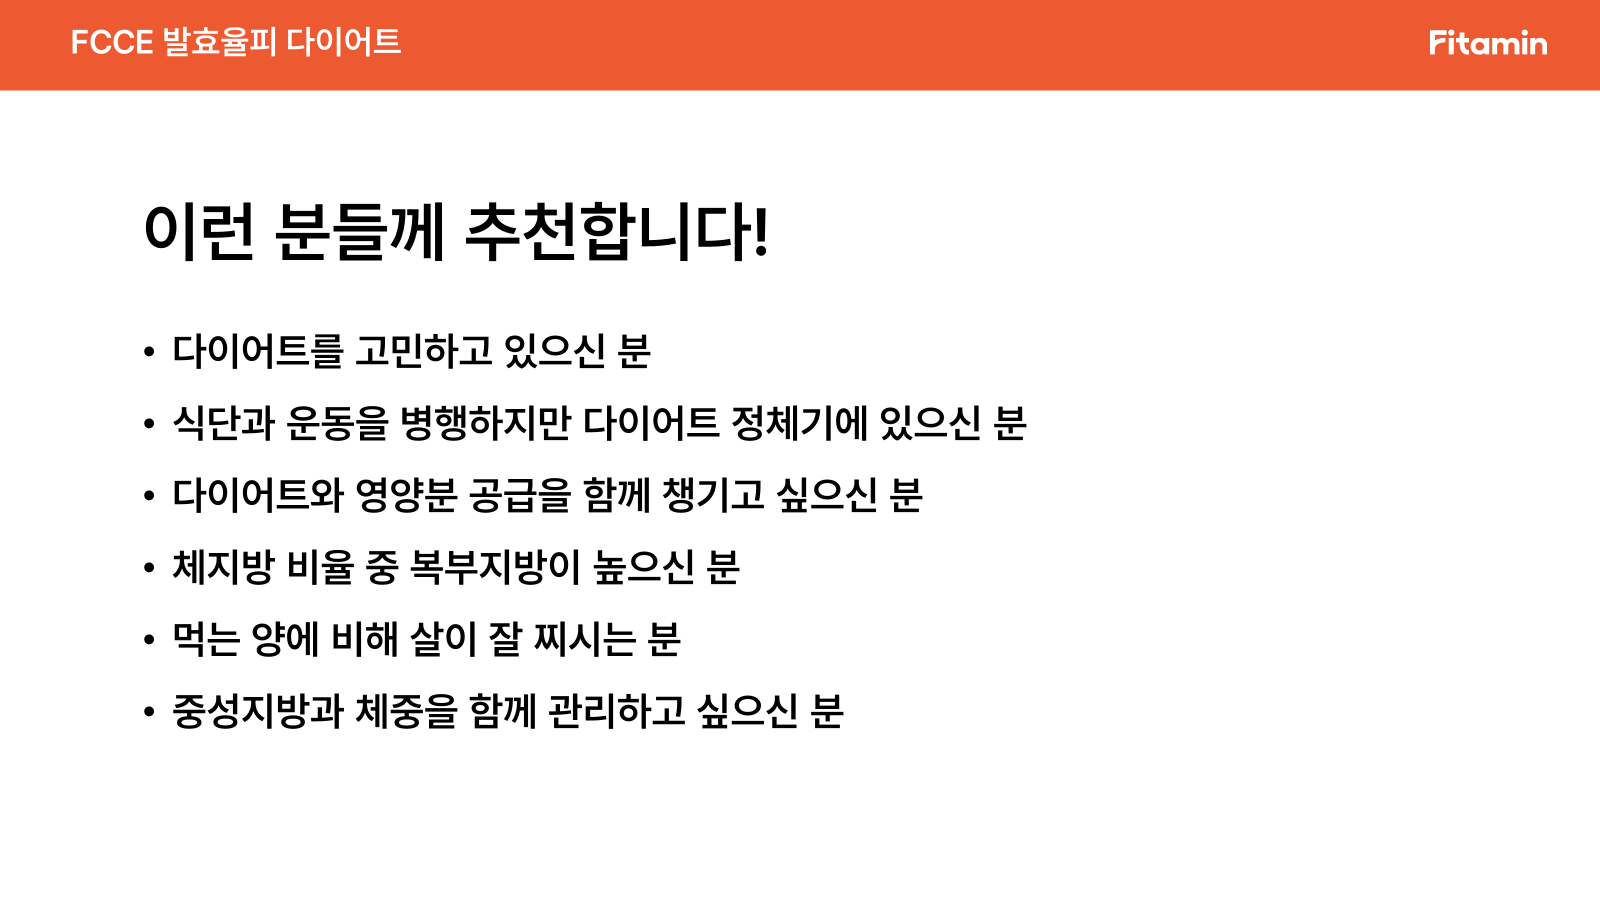 FCCE 발효율피 다이어트
Fitamin
이런 분들께 추천합니다!
• 다이어트를 고민하고 있으신 분
• 식단과 운동을 병행하지만 다이어트 정체기에 있으신 분
• 다이어트와 영양분 공급을 함께 챙기고 싶으신 분
• 체지방 비율 중 복부지방이 높으신 분
• 먹는 양에 비해 살이 잘 찌시는 분
• 중성지방과 체중을 함께 관리하고 싶으신 분